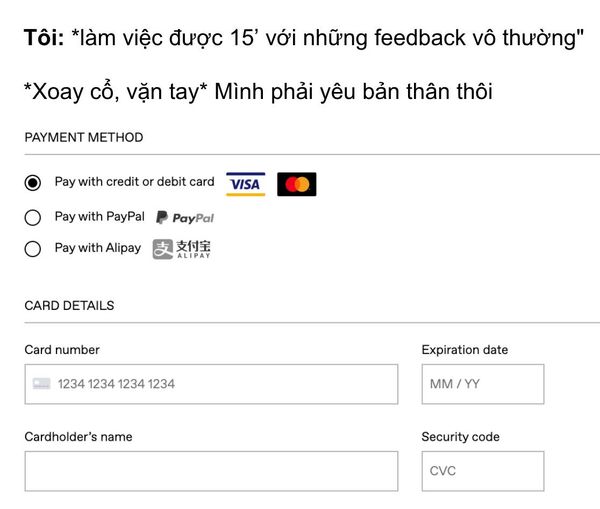 Tôi: *làm việc được 15’ với những feedback vô thường"
*Xoay cổ, vặn tay* Mình phải yêu bản thân thôi
PAYMENT METHOD
Pay with credit or debit card VISA
Pay with PayPal PayPal
Pay with Alipay 支 支付宝 ALIPAY
CARD DETAILS
Card number Expiration date
1234 1234 1234 1234 MM / YY
Cardholder’s name Security code
CVC